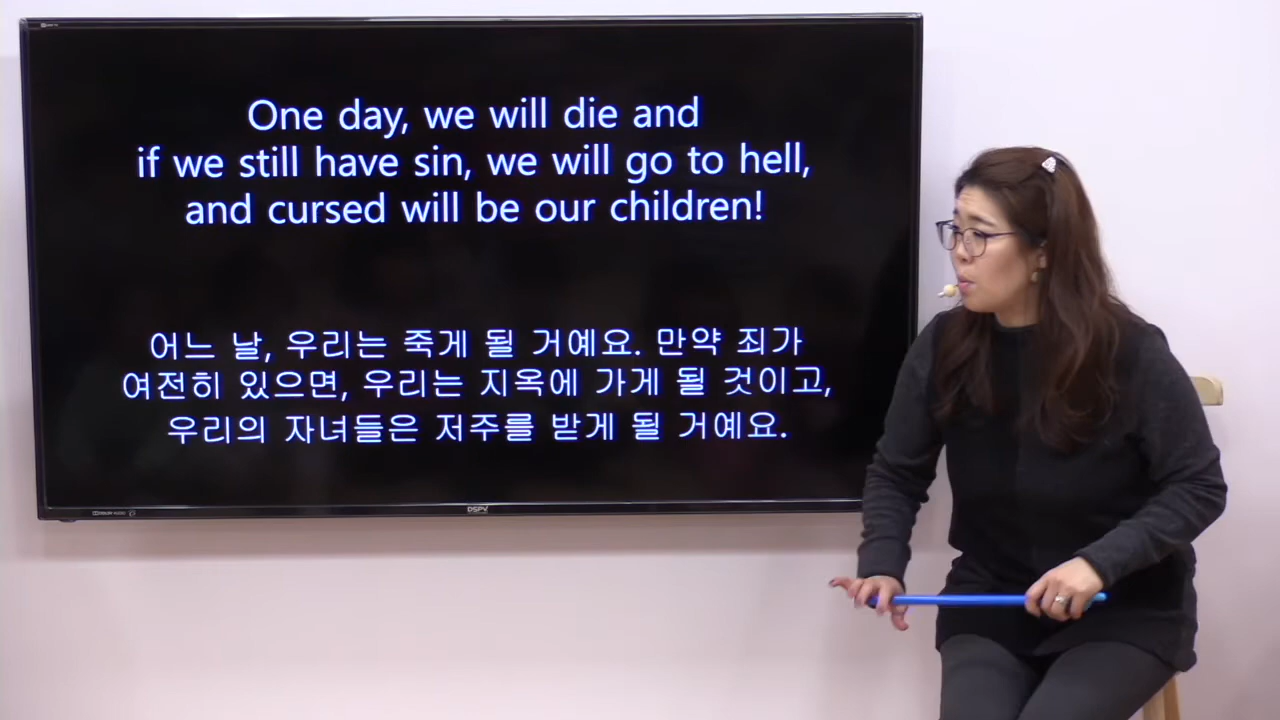 One day, we will die and
if we still have sin, we will go to hell,
and cursed will be our children!
어느 날, 우리는 죽게 될 거예요. 만약 죄가
여전히 있으면, 우리는 지옥에 가게 될 것이고,
우리의 자녀들은 저주를 받게 될 거예요.
DSPV